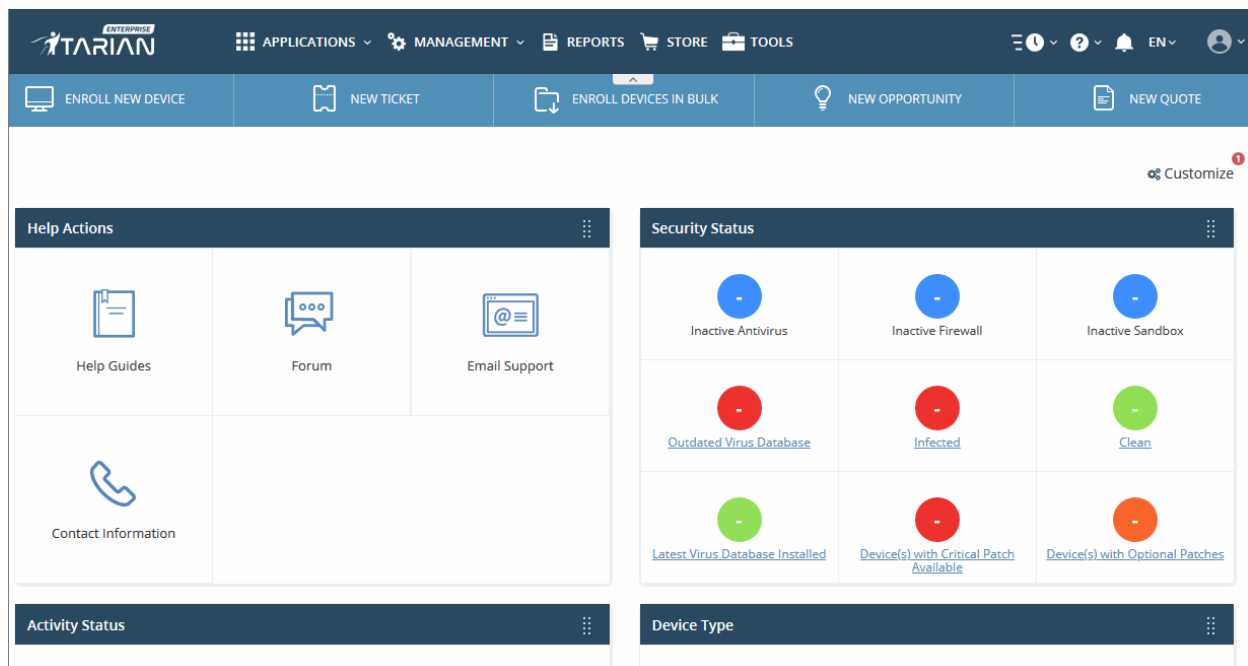 ENTERPRISE
ITARIAN
APPLICATIONS MANAGEMENT REPORTS STORE TOOLS EN
ENROLL NEW DEVICE NEW TICKET ENROLL DEVICES IN BULK NEW OPPORTUNITY NEW QUOTE
1
Customize
Help Actions
Help Guides Forum Email Support
Contact Information
Security Status
- - -
Inactive Antivirus Inactive Firewall Inactive Sandbox
- - -
Outdated Virus Database Infected Clean
- - -
Latest Virus Database Installed Device(s) with Critical Patch Device(s) with Optional Patches
Available
Activity Status
Device Type